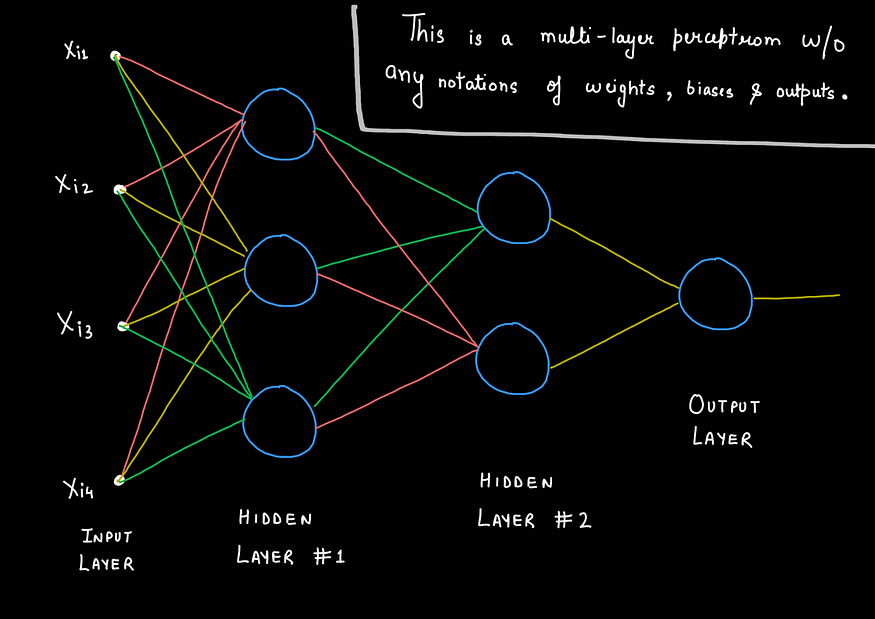 This is a multi-layer perceptrom w/o
any notations of weights, biases & outputs.
Xi1
Xi2
Xi3
Xi4
INPUT
LAYER
HIDDEN
LAYER #1
HIDDEN
LAYER #2
OUTPUT
LAYER